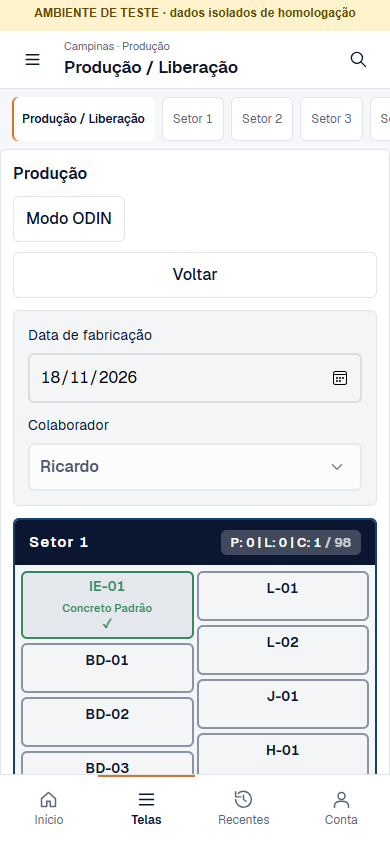 AMBIENTE DE TESTE · dados isolados de homologação
Campinas · Produção
Produção / Liberação
Produção / Liberação
Setor 1
Setor 2
Setor 3
Produção
Modo ODIN
Voltar
Data de fabricação
18/11/2026
Colaborador
Ricardo
Setor 1
P: 0 | L: 0 | C: 1 / 98
IE-01
Concreto Padrão
✓
BD-01
BD-02
BD-03
L-01
L-02
J-01
H-01
Início
Telas
Recentes
Conta